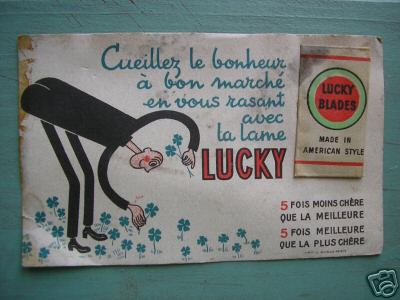 Cueillez le bonheur
à bon marché
en vous rasant
avec
la lame
LUCKY
LUCKY
BLADES
MADE IN
AMERICAN STYLE
5 FOIS MOINS CHÈRE
QUE LA MEILLEURE
5 FOIS MEILLEURE
QUE LA PLUS CHÈRE
eBay